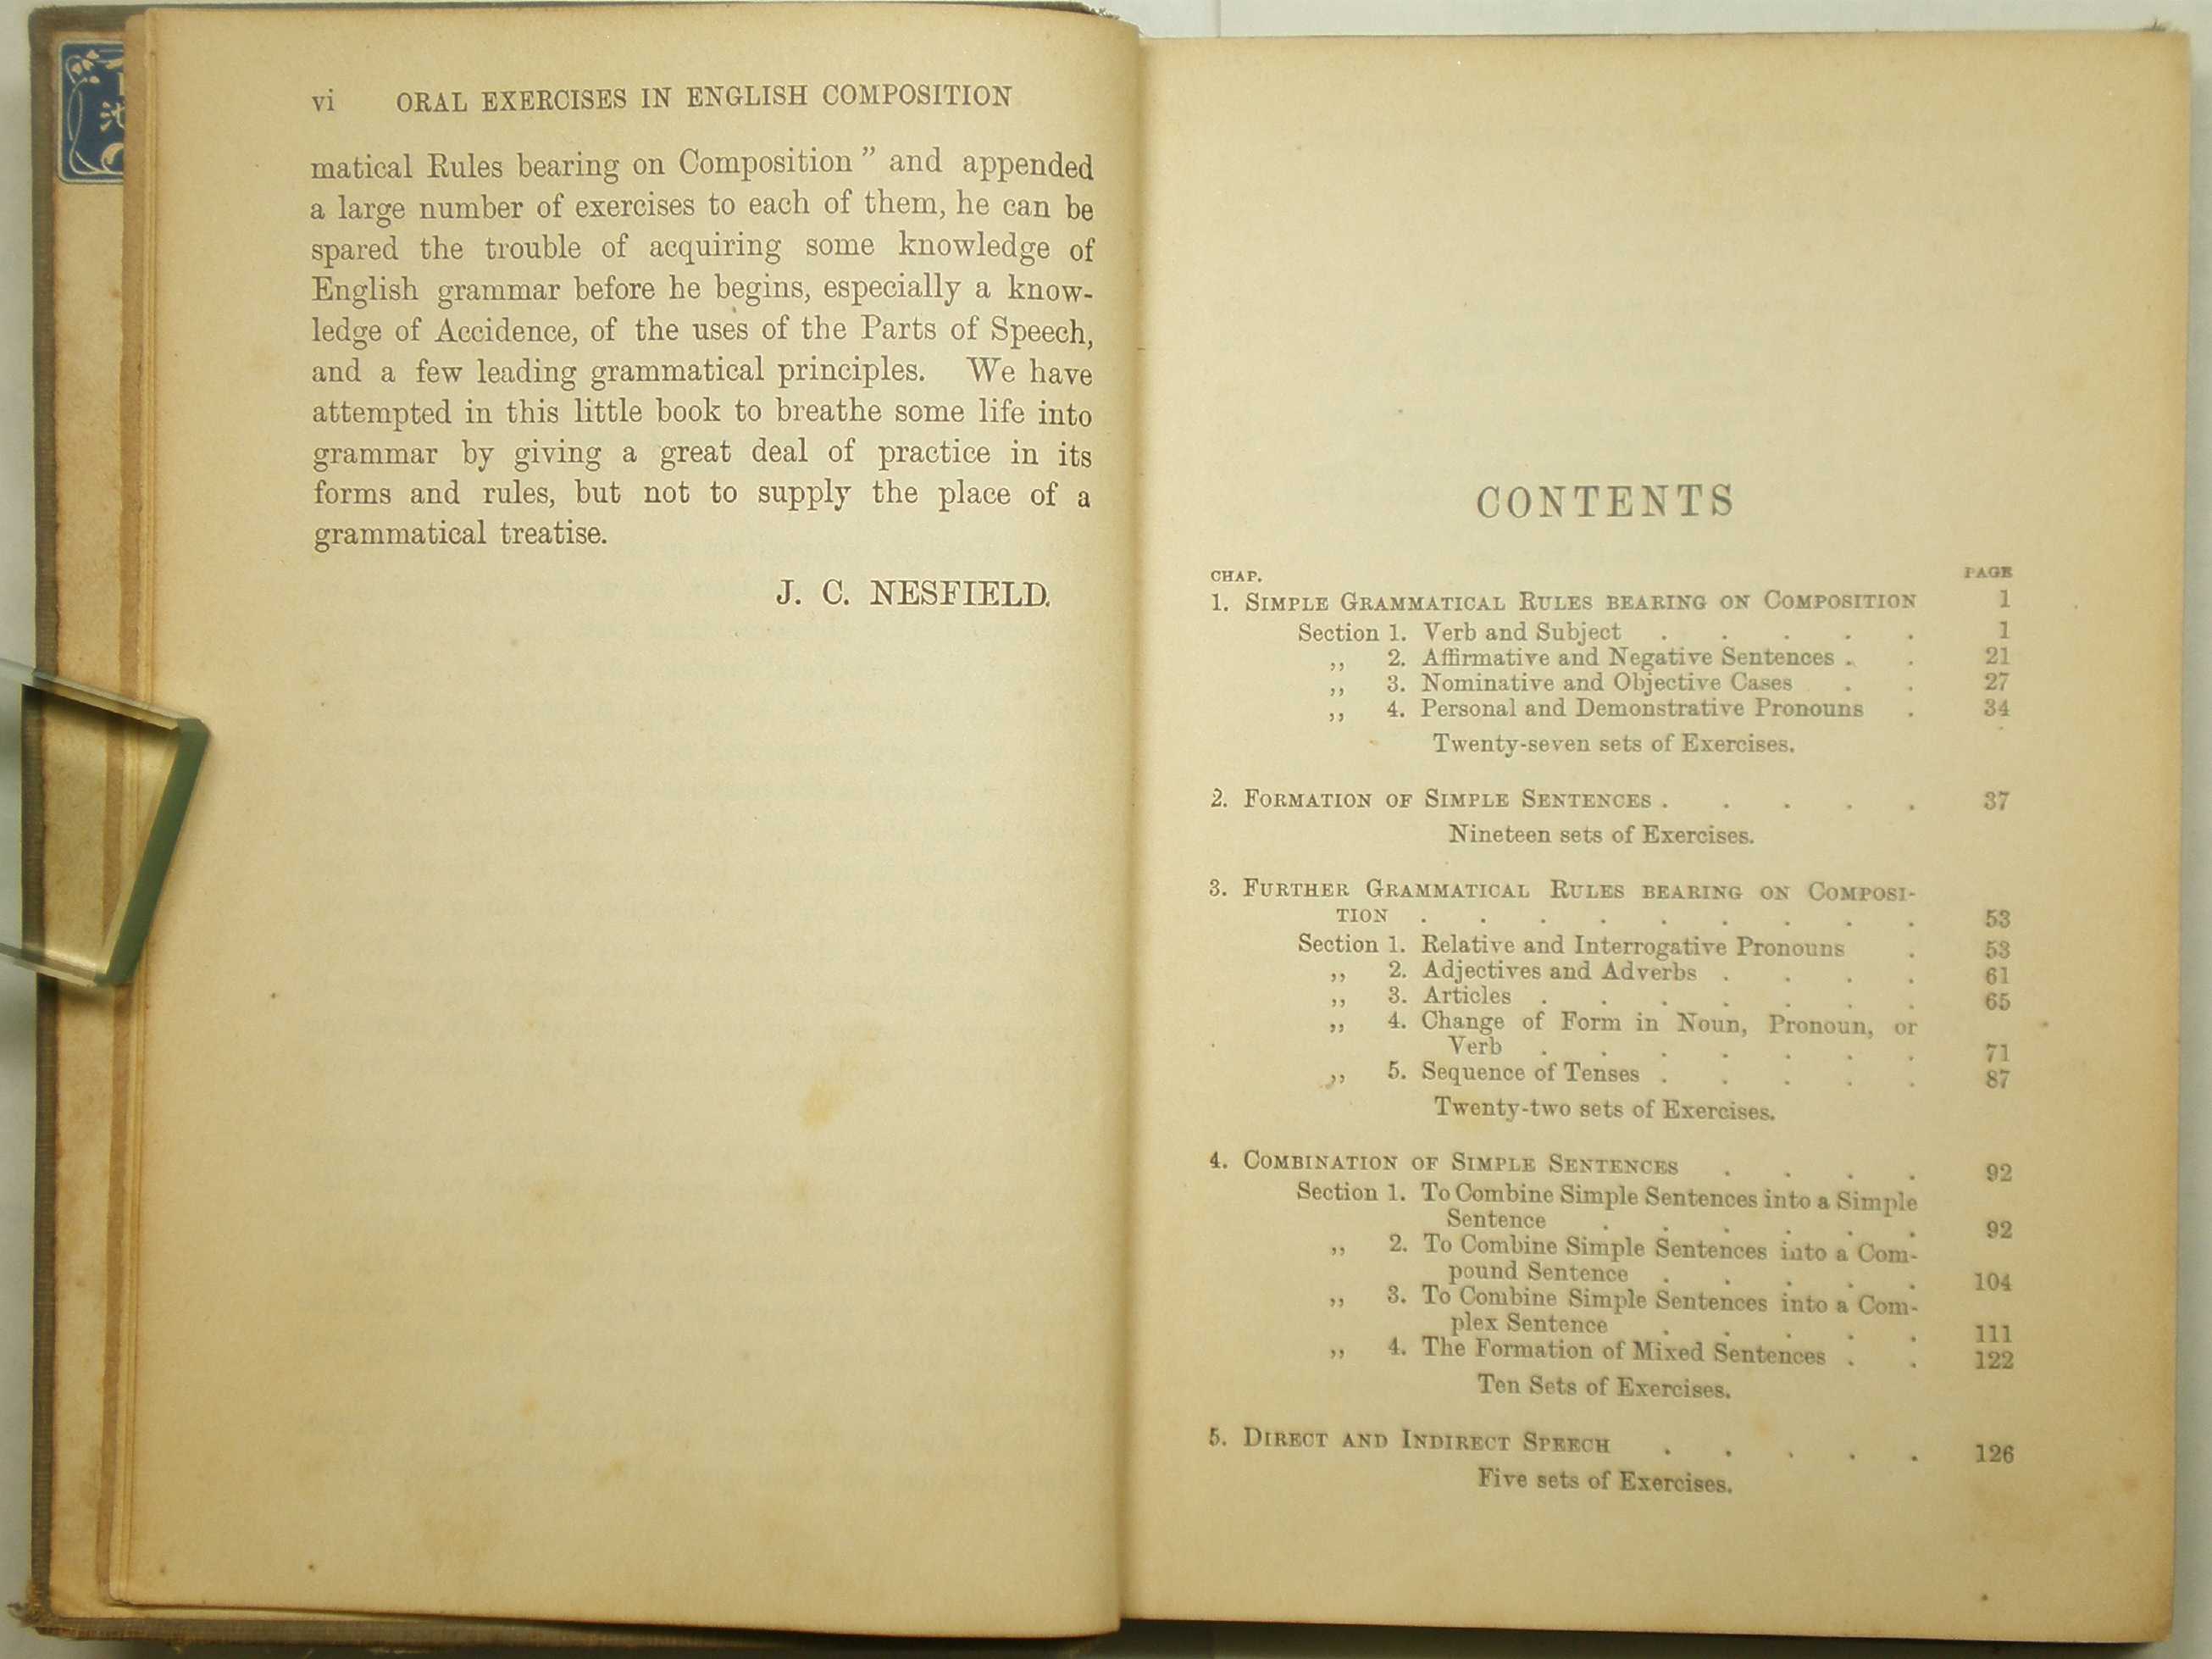 池
vi ORAL EXERCISES IN ENGLISH COMPOSITION
matical Rules bearing on Composition" and appended
a large number of exercises to each of them, he can be
spared the trouble of acquiring some knowledge of
English grammar before he begins, especially a know-
ledge of Accidence, of the uses of the Parts of Speech,
and a few leading grammatical principles. We have
attempted in this little book to breathe some life into
grammar by giving a great deal of practice in its
forms and rules, but not to supply the place of a
grammatical treatise.
J. C. NESFIELD.
CONTENTS
CHAP. PAGE
1. SIMPLE GRAMMATICAL RULES BEARING ON COMPOSITION 1
Section 1. Verb and Subject . . . . . 1
,, 2. Affirmative and Negative Sentences . . 21
,, 3. Nominative and Objective Cases . . 27
,, 4. Personal and Demonstrative Pronouns . 34
Twenty-seven sets of Exercises.
2. FORMATION OF SIMPLE SENTENCES . . . . . 37
Nineteen sets of Exercises.
3. FURTHER GRAMMATICAL RULES BEARING ON COMPOSI-
TION . . . . . . . . . 53
Section 1. Relative and Interrogative Pronouns . 53
,, 2. Adjectives and Adverbs . . . . 61
,, 3. Articles . . . . . . . 65
,, 4. Change of Form in Noun, Pronoun, or
Verb . . . . . . . 71
,, 5. Sequence of Tenses . . . . . 87
Twenty-two sets of Exercises.
4. COMBINATION OF SIMPLE SENTENCES . . . . 92
Section 1. To Combine Simple Sentences into a Simple
Sentence . . . . . . 92
,, 2. To Combine Simple Sentences into a Com-
pound Sentence . . . . . 104
,, 3. To Combine Simple Sentences into a Com-
plex Sentence . . . . . 111
,, 4. The Formation of Mixed Sentences . . 122
Ten Sets of Exercises.
5. DIRECT AND INDIRECT SPEECH . . . . . 126
Five sets of Exercises.